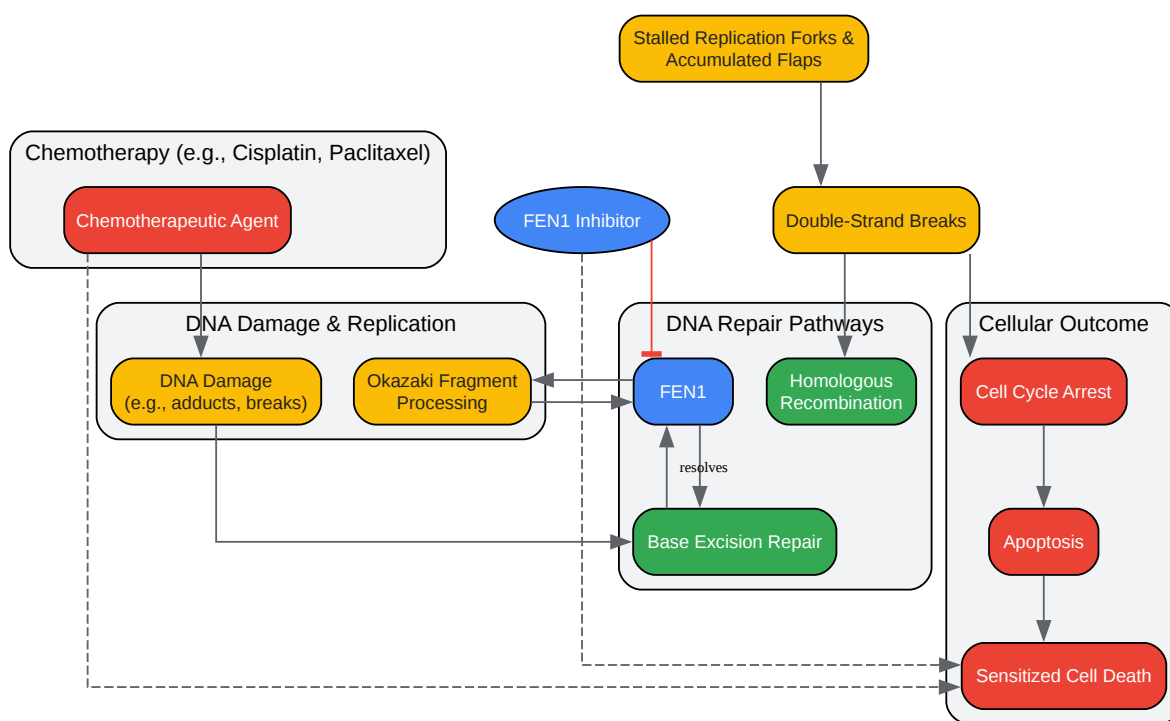 Stalled Replication Forks &
Accumulated Flaps
Chemotherapy (e.g., Cisplatin, Paclitaxel)
Chemotherapeutic Agent
FEN1 Inhibitor
Double-Strand Breaks
DNA Damage & Replication
DNA Repair Pathways
Cellular Outcome
DNA Damage
(e.g., adducts, breaks)
Okazaki Fragment
Processing
FEN1
Homologous
Recombination
Cell Cycle Arrest
resolves
Base Excision Repair
Apoptosis
Sensitized Cell Death